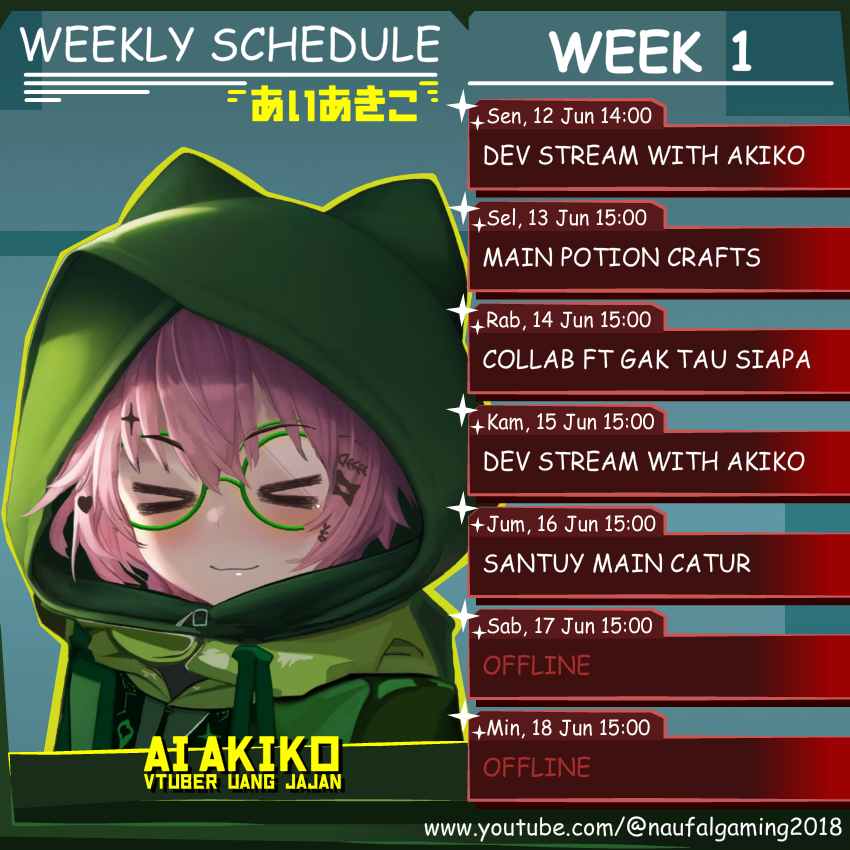 WEEKLY SCHEDULE
あいあきこ
WEEK 1
Sen, 12 Jun 14:00
DEV STREAM WITH AKIKO
Sel, 13 Jun 15:00
MAIN POTION CRAFTS
Rab, 14 Jun 15:00
COLLAB FT GAK TAU SIAPA
Kam, 15 Jun 15:00
DEV STREAM WITH AKIKO
Jum, 16 Jun 15:00
SANTUY MAIN CATUR
Sab, 17 Jun 15:00
OFFLINE
Min, 18 Jun 15:00
OFFLINE
AI AKIKO
VTUBER UANG JAJAN
www.youtube.com/@naufalgaming2018